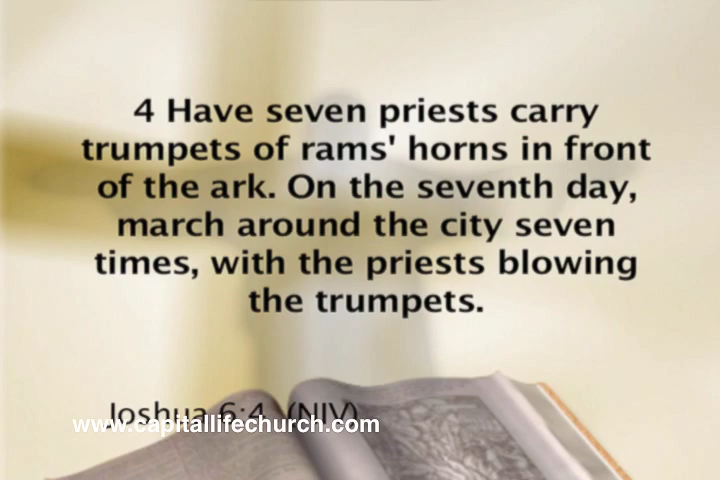 4 Have seven priests carry
trumpets of rams' horns in front
of the ark. On the seventh day,
march around the city seven
times, with the priests blowing
the trumpets.
Joshua 6:4 (NIV)
www.capitallifechurch.com